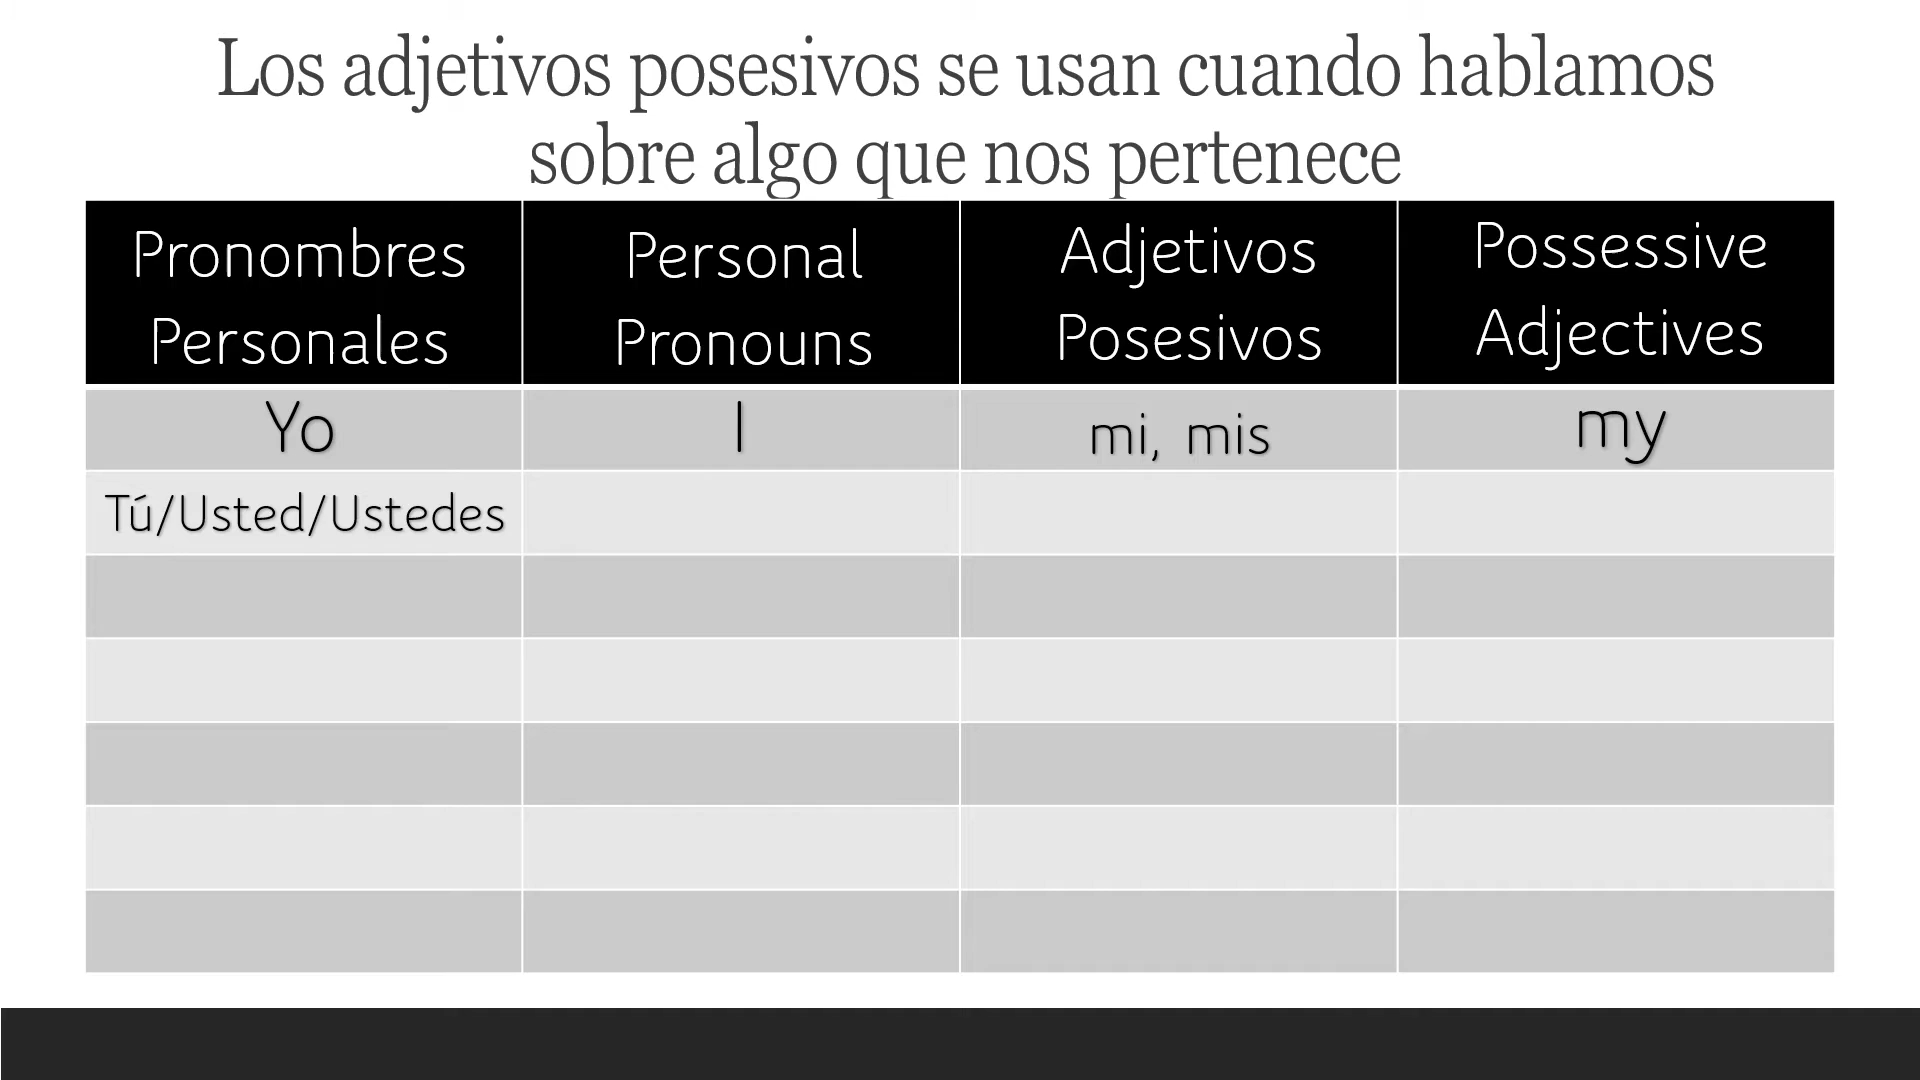 Los adjetivos posesivos se usan cuando hablamos
sobre algo que nos pertenece
Pronombres Personales
Personal Pronouns
Adjetivos Posesivos
Possessive Adjectives
Yo
I
mi, mis
my
Tú/Usted/Ustedes